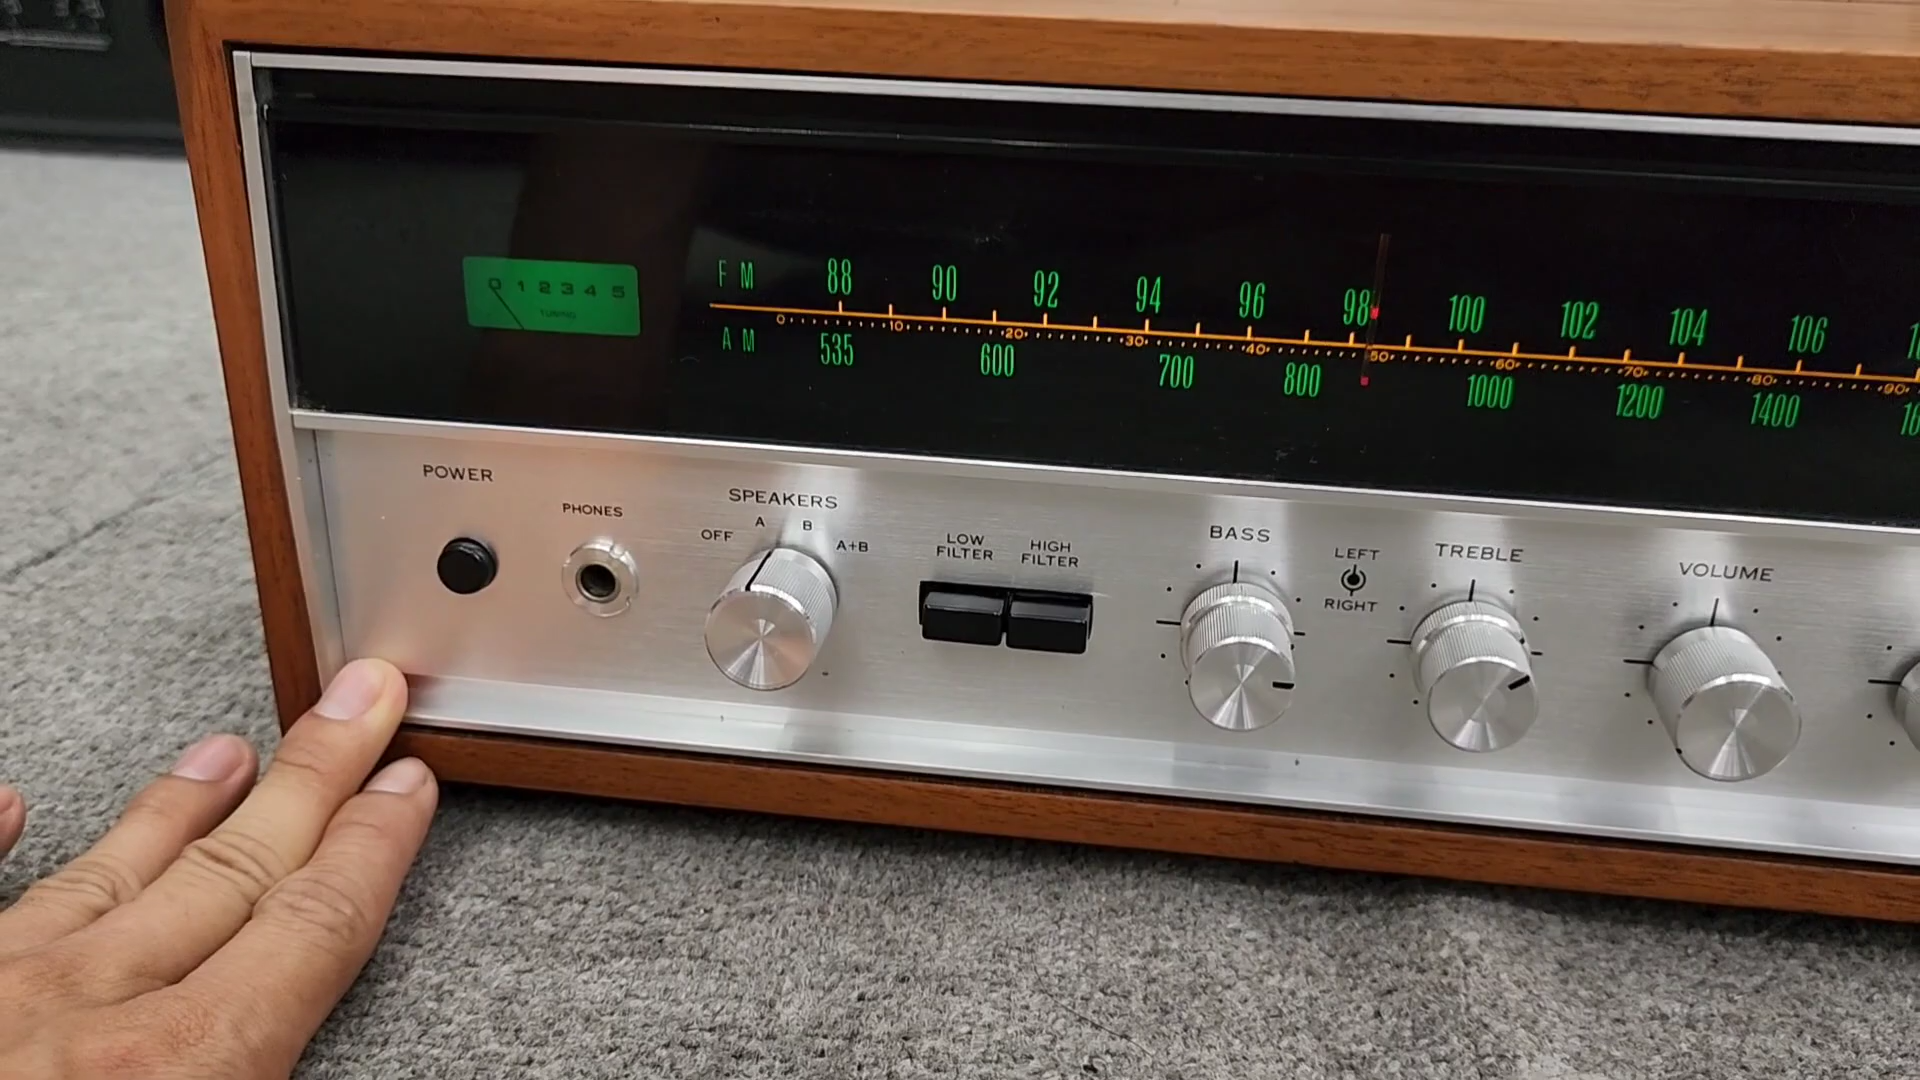 0 1 2 3 4 5
TUNING
FM 88 90 92 94 96 98 100 102 104 106
0 10 20 30 40 50 60 70 80 90
AM 535 600 700 800 1000 1200 1400
POWER
PHONES
SPEAKERS
OFF A B A+B
LOW FILTER
HIGH FILTER
BASS
LEFT
RIGHT
TREBLE
VOLUME